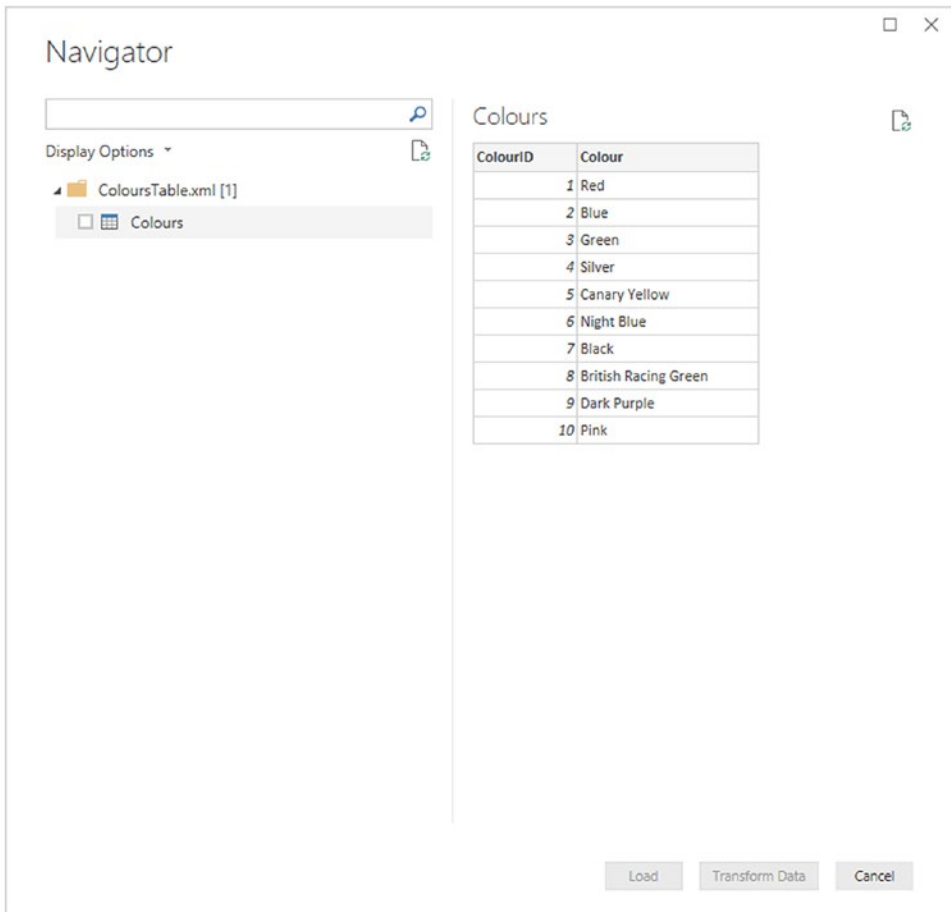 Navigator
Display Options
ColoursTable.xml [1]
Colours
Colours
ColourID Colour
1 Red
2 Blue
3 Green
4 Silver
5 Canary Yellow
6 Night Blue
7 Black
8 British Racing Green
9 Dark Purple
10 Pink
Load Transform Data Cancel